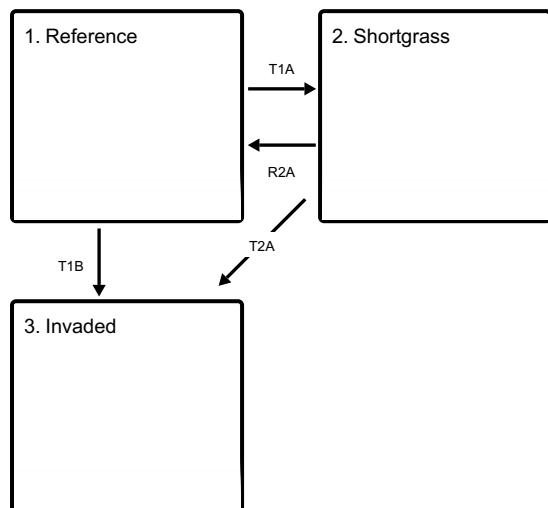 1. Reference
2. Shortgrass
T1A
R2A
T2A
T1B
3. Invaded